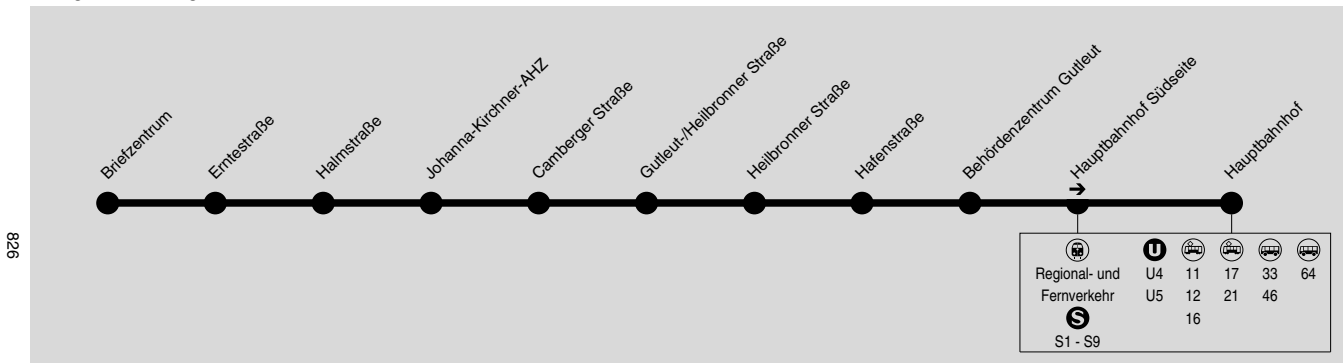 Briefzentrum
Erntestraße
Halmstraße
Johanna-Kirchner-AHZ
Camberger Straße
Gutleut-/Heilbronner Straße
Heilbronner Straße
Hafenstraße
Behördenzentrum Gutleut
Hauptbahnhof Südseite
Hauptbahnhof
826
Regional- und U4 11 17 33 64
Fernverkehr U5 12 21 46
S 16
S1 - S9